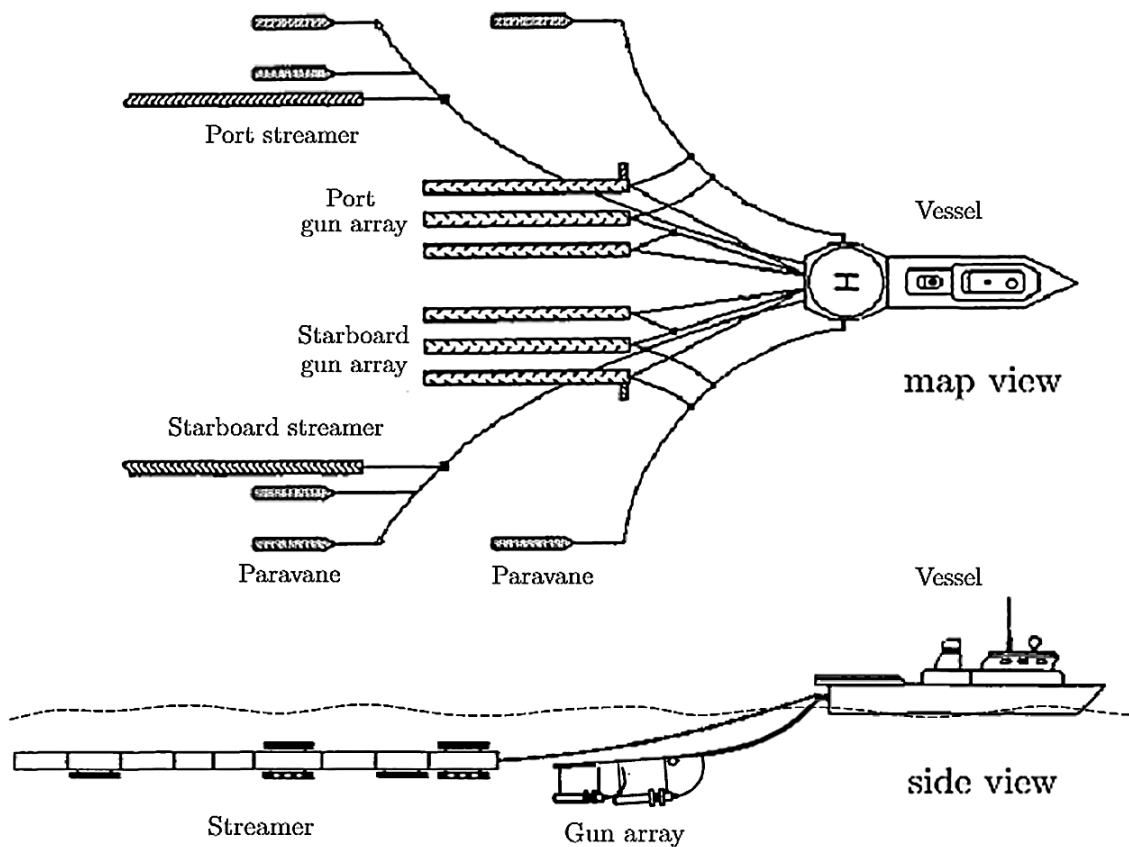 Port streamer
Port
gun array
Vessel
H
Starboard
gun array
map view
Starboard streamer
Paravane
Paravane
Vessel
side view
Streamer
Gun array